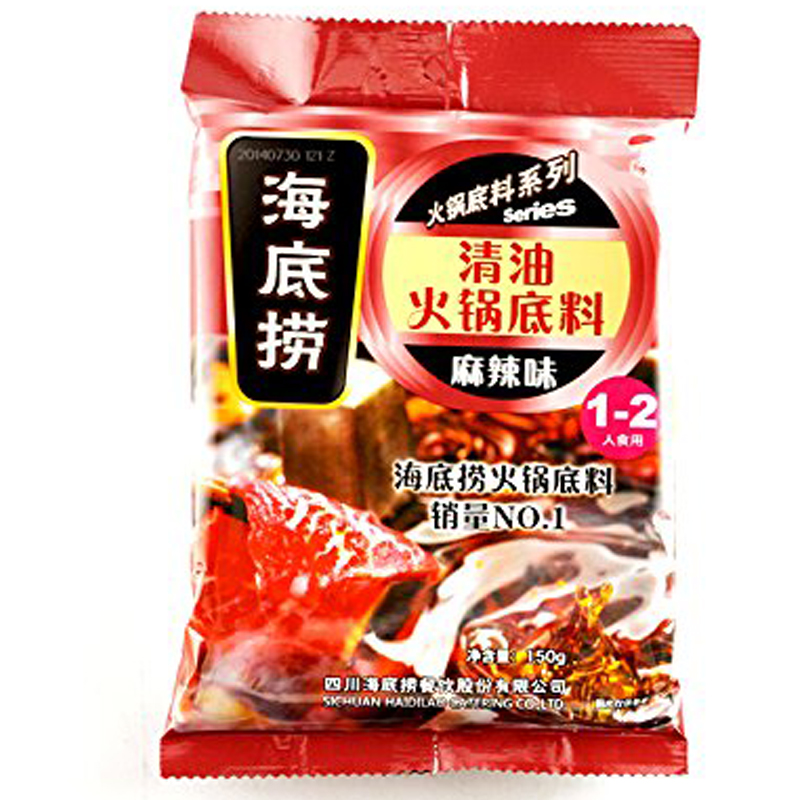 20140730 121 Z
海底捞
火锅底料系列
Series
清油
火锅底料
麻辣味
1-2
人食用
海底捞火锅底料
销量NO.1
净含量: 150g
四川海底捞餐饮股份有限公司
SICHUAN HAIDILAO CATERING CO.,LTD